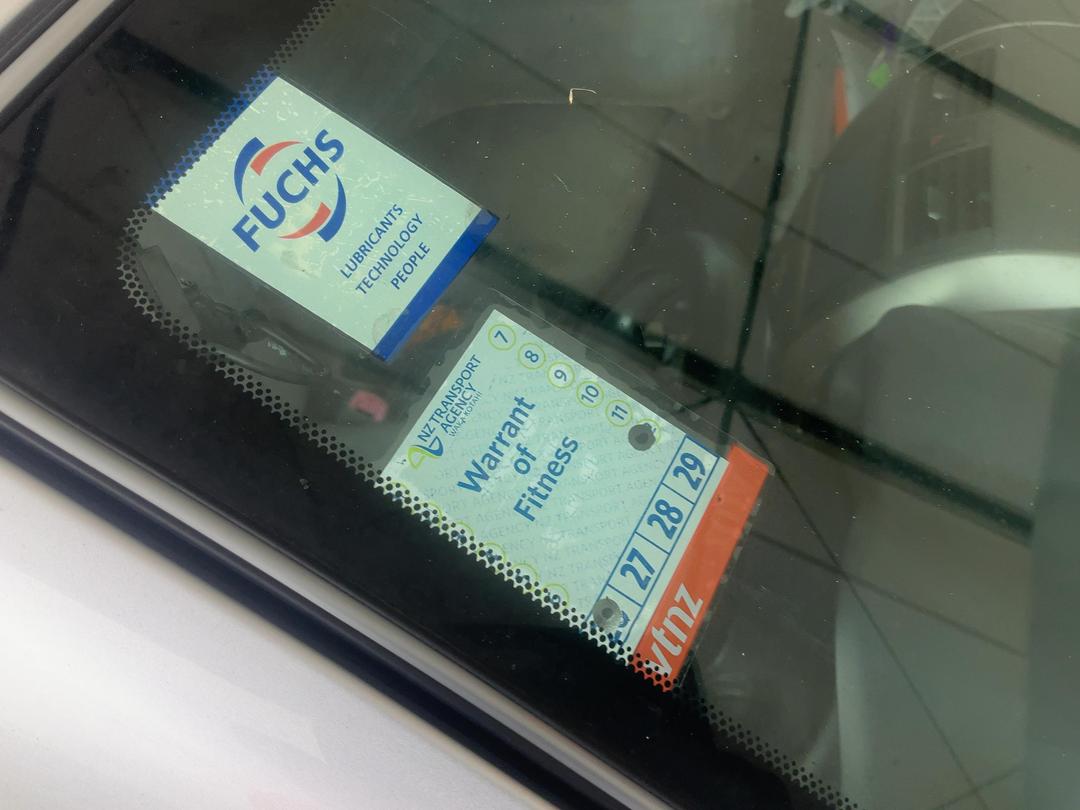 FUCHS
LUBRICANTS
TECHNOLOGY
PEOPLE
NZ TRANSPORT
AGENCY
WAKA KOTAHI
7
8
9
10
11
Warrant
of
Fitness
27 28 29
vtnz